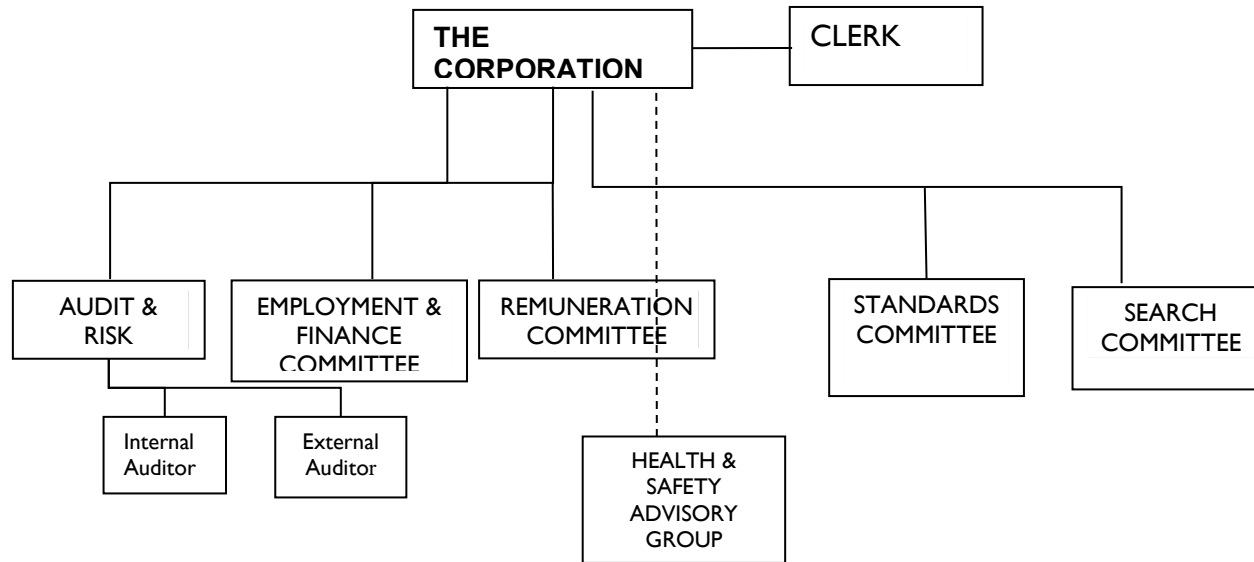 THE
CORPORATION
CLERK
AUDIT &
RISK
EMPLOYMENT &
FINANCE
COMMITTEE
REMUNERATION
COMMITTEE
STANDARDS
COMMITTEE
SEARCH
COMMITTEE
Internal
Auditor
External
Auditor
HEALTH &
SAFETY
ADVISORY
GROUP